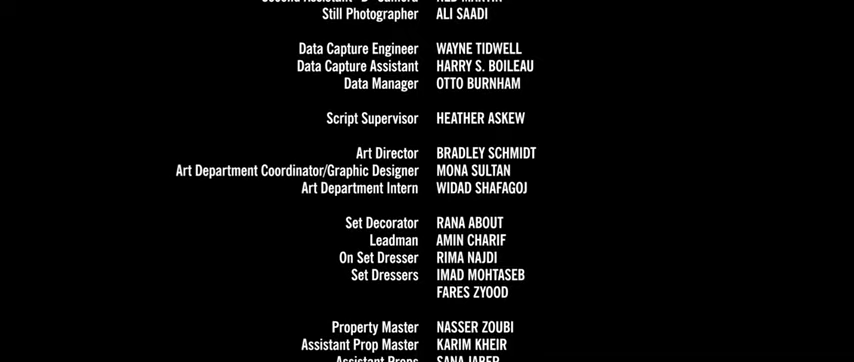 Still Photographer ALI SAADI
Data Capture Engineer WAYNE TIDWELL
Data Capture Assistant HARRY S. BOILEAU
Data Manager OTTO BURNHAM
Script Supervisor HEATHER ASKEW
Art Director BRADLEY SCHMIDT
Art Department Coordinator/Graphic Designer MONA SULTAN
Art Department Intern WIDAD SHAFAGOJ
Set Decorator RANA ABOUT
Leadman AMIN CHARIF
On Set Dresser RIMA NAJDI
Set Dressers IMAD MOHTASEB
FARES ZYOOD
Property Master NASSER ZOUBI
Assistant Prop Master KARIM KHEIR
Assistant Props SANA JABER